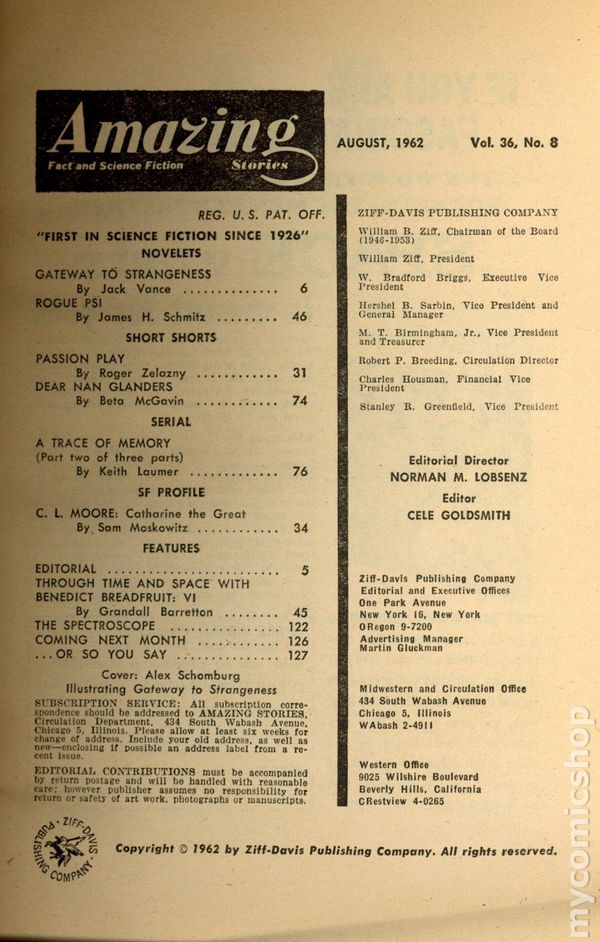 Amazing
Fact and Science Fiction Stories
AUGUST, 1962 Vol. 36, No. 8
REG. U. S. PAT. OFF.
"FIRST IN SCIENCE FICTION SINCE 1926"
NOVELETS
GATEWAY TO STRANGENESS
By Jack Vance .............. 6
ROGUE PSI
By James H. Schmitz ......... 46
SHORT SHORTS
PASSION PLAY
By Roger Zelazny ............ 31
DEAR NAN GLANDERS
By Beta McGavin ............ 74
SERIAL
A TRACE OF MEMORY
(Part two of three parts)
By Keith Laumer ............. 76
SF PROFILE
C. L. MOORE: Catharine the Great
By Sam Moskowitz ............ 34
FEATURES
EDITORIAL ......................... 5
THROUGH TIME AND SPACE WITH
BENEDICT BREADFRUIT: VI
By Grandall Barretton ........ 45
THE SPECTROSCOPE ................ 122
COMING NEXT MONTH ............ 126
...OR SO YOU SAY ............... 127
Cover: Alex Schomburg
Illustrating Gateway to Strangeness
SUBSCRIPTION SERVICE: All subscription corre-
spondence should be addressed to AMAZING STORIES,
Circulation Department, 434 South Wabash Avenue,
Chicago 5, Illinois. Please allow at least six weeks for
change of address. Include your old address, as well as
new—enclosing if possible an address label from a re-
cent issue.
EDITORIAL CONTRIBUTIONS must be accompanied
by return postage and will be handled with reasonable
care; however publisher assumes no responsibility for
return or safety of art work, photographs or manuscripts.
ZIFF-DAVIS PUBLISHING COMPANY
William B. Ziff, Chairman of the Board
(1946-1953)
William Ziff, President
W. Bradford Briggs, Executive Vice
President
Hershel B. Sarbin, Vice President and
General Manager
M. T. Birmingham, Jr., Vice President
and Treasurer
Robert P. Breeding, Circulation Director
Charles Housman, Financial Vice
President
Stanley R. Greenfield, Vice President
Editorial Director
NORMAN M. LOBSENZ
Editor
CELE GOLDSMITH
Ziff-Davis Publishing Company
Editorial and Executive Offices
One Park Avenue
New York 16, New York
ORegon 9-7200
Advertising Manager
Martin Gluckman
Midwestern and Circulation Office
434 South Wabash Avenue
Chicago 5, Illinois
WAbash 2-4911
Western Office
9025 Wilshire Boulevard
Beverly Hills, California
CRestview 4-0265
ZIFF-DAVIS PUBLISHING COMPANY
Copyright © 1962 by Ziff-Davis Publishing Company. All rights reserved.
mycomicshop